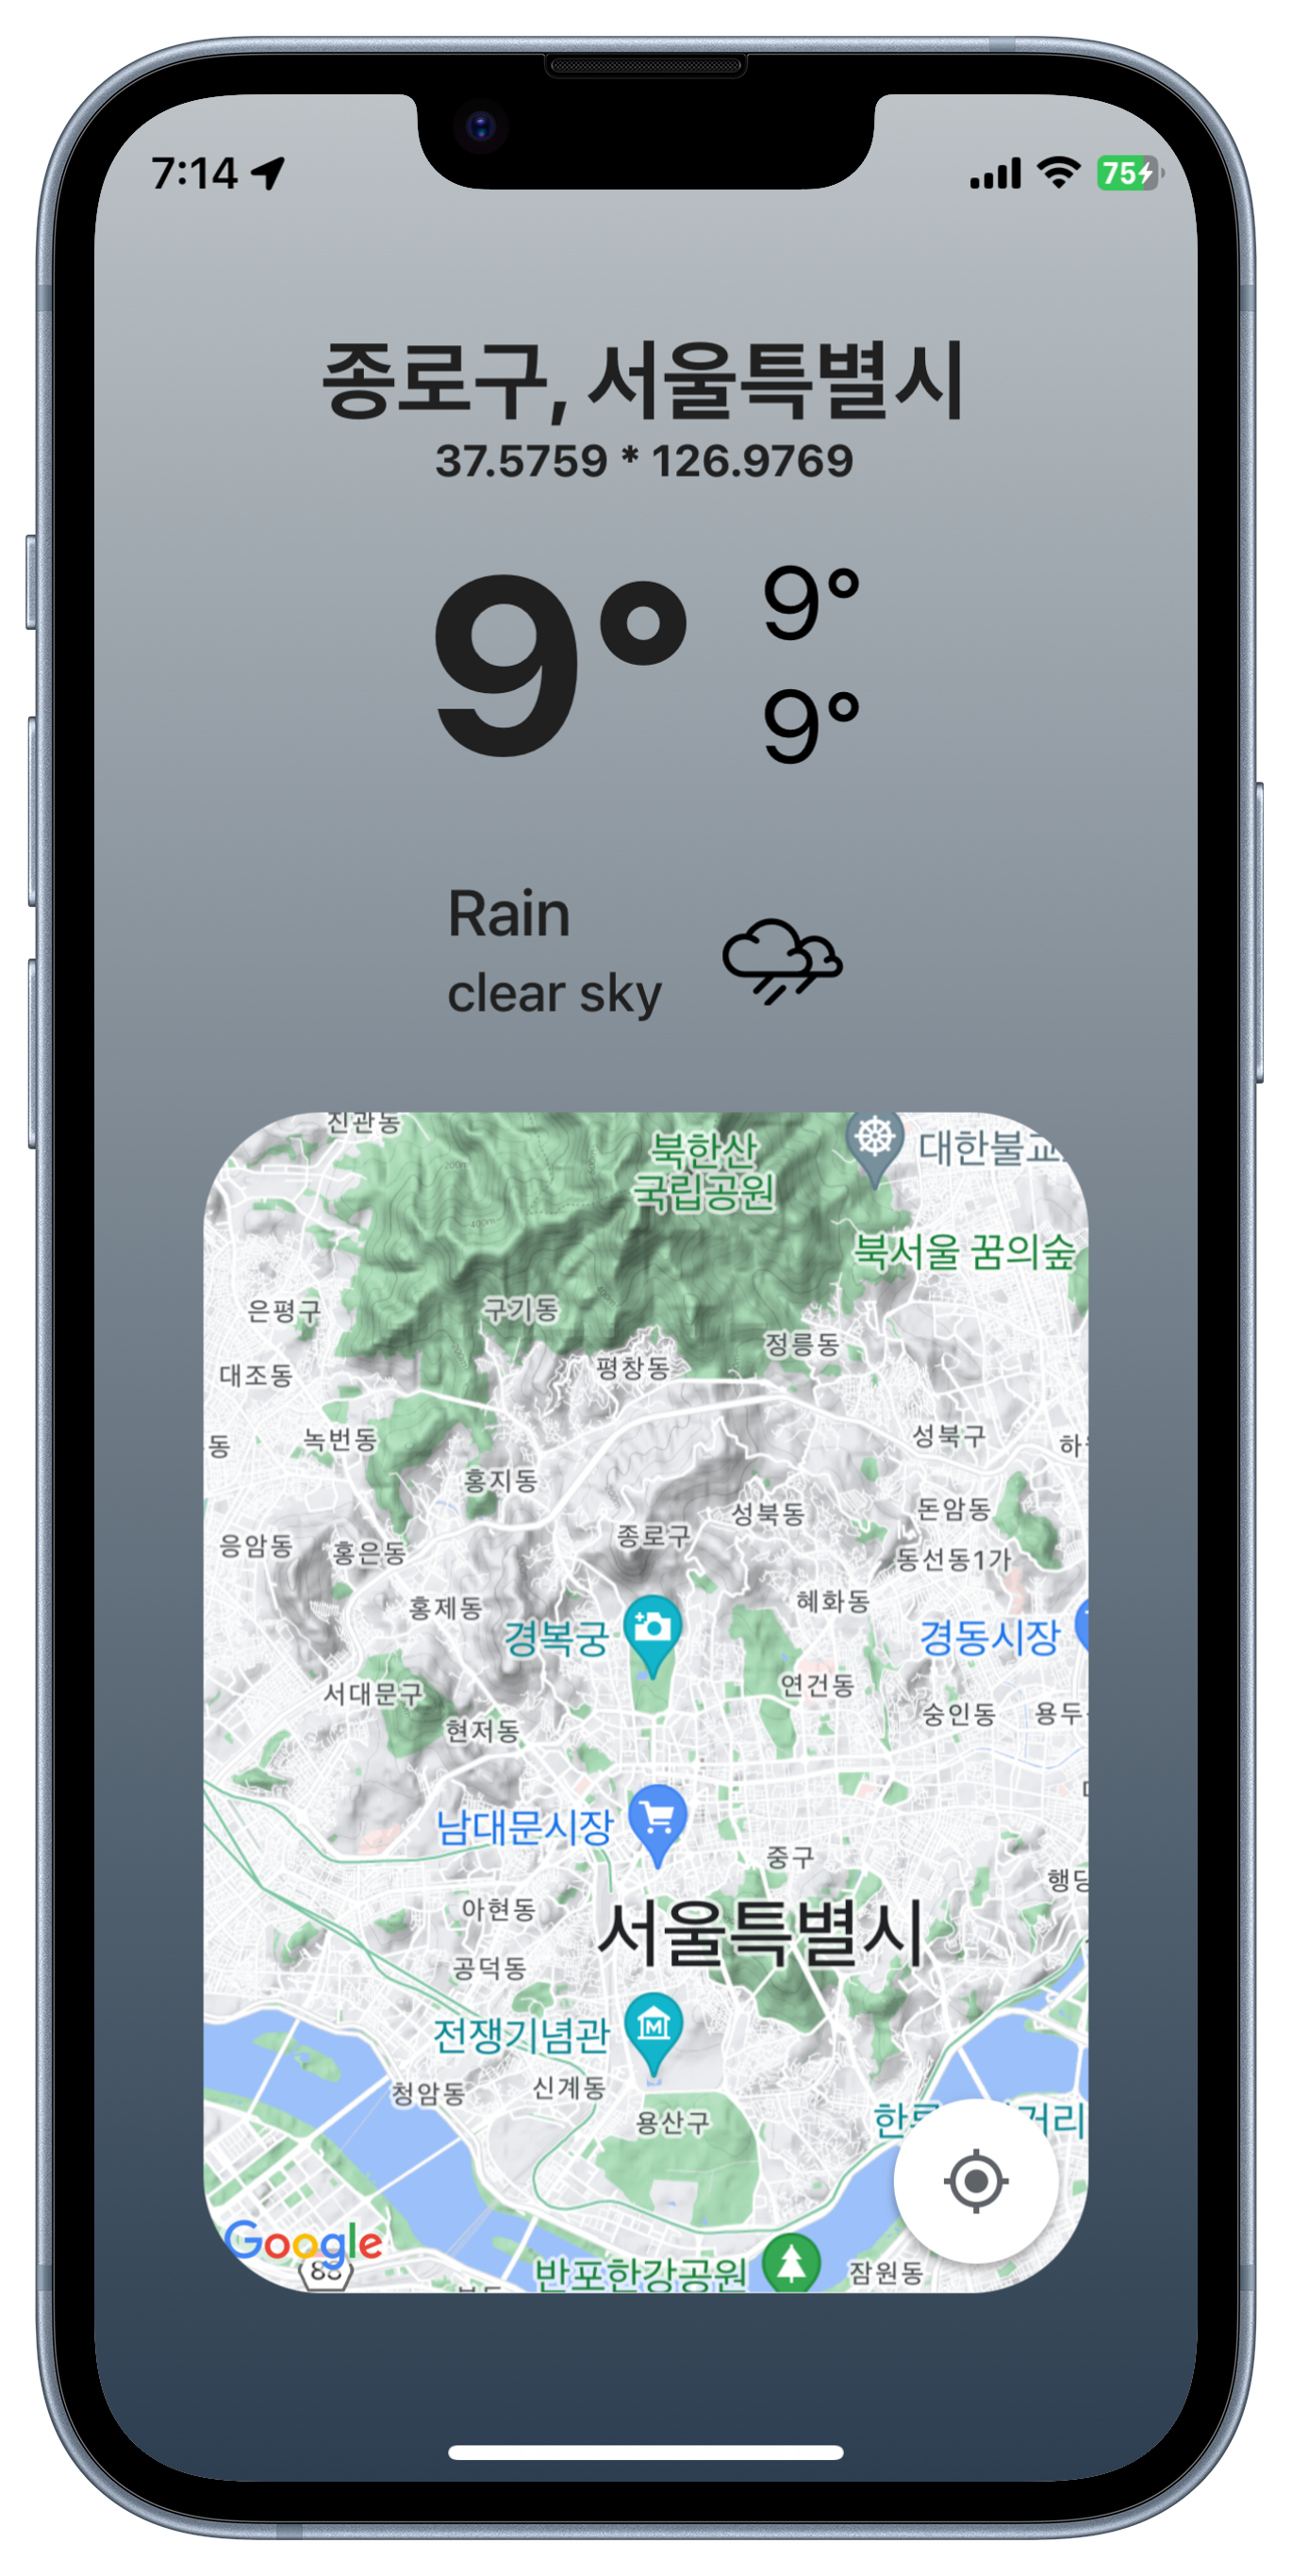 7:14
75
종로구, 서울특별시
37.5759 * 126.9769
9°
9°
9°
Rain
clear sky
진관동
북한산
국립공원
대한불교
200m
400m
북서울 꿈의숲
은평구
구기동
정릉동
평창동
대조동
녹번동
성북구
동
홍지동
성북동
돈암동
종로구
응암동
홍은동
동선동1가
홍제동
혜화동
경복궁
경동시장
서대문구
연건동
숭인동
용두
현저동
남대문시장
중구
행당
아현동
서울특별시
공덕동
전쟁기념관
M
청암동
신계동
용산구
거리
Google
88
반포한강공원
잠원동